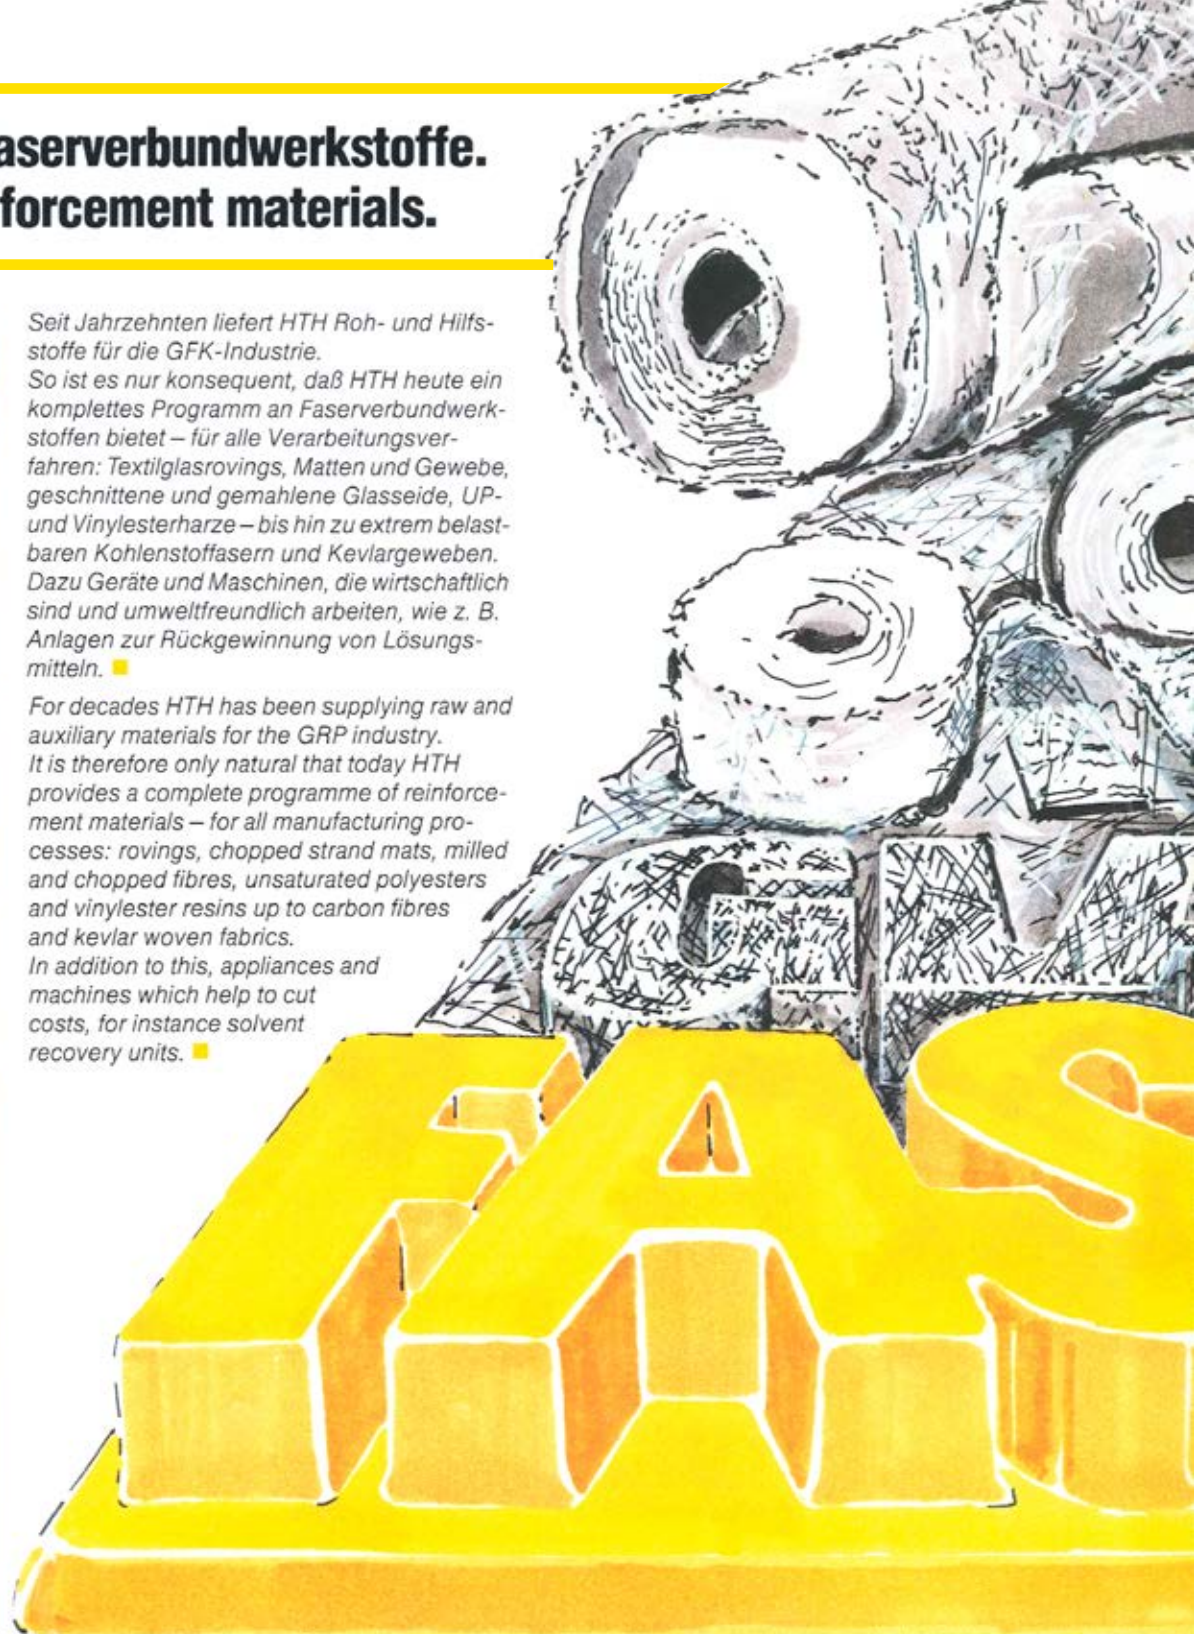 aserverbundwerkstoffe.
forcement materials.
Seit Jahrzehnten liefert HTH Roh- und Hilfs-
stoffe für die GFK-Industrie.
So ist es nur konsequent, daß HTH heute ein
komplettes Programm an Faserverbundwerk-
stoffen bietet – für alle Verarbeitungsver-
fahren: Textilglasrovings, Matten und Gewebe,
geschnittene und gemahlene Glasseide, UP-
und Vinylesterharze – bis hin zu extrem belast-
baren Kohlenstoffasern und Kevlargeweben.
Dazu Geräte und Maschinen, die wirtschaftlich
sind und umweltfreundlich arbeiten, wie z. B.
Anlagen zur Rückgewinnung von Lösungs-
mitteln.
For decades HTH has been supplying raw and
auxiliary materials for the GRP industry.
It is therefore only natural that today HTH
provides a complete programme of reinforce-
ment materials – for all manufacturing pro-
cesses: rovings, chopped strand mats, milled
and chopped fibres, unsaturated polyesters
and vinylester resins up to carbon fibres
and kevlar woven fabrics.
In addition to this, appliances and
machines which help to cut
costs, for instance solvent
recovery units.
FAS